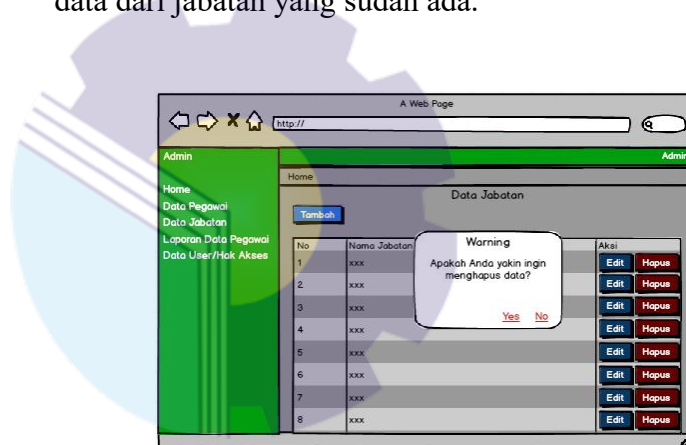 data dari jabatan yang sudah ada.
A Web Page
http://
Admin
Admin
Home
Home
Data Pegawai
Data Jabatan
Laporan Data Pegawai
Data User/Hak Akses
Data Jabatan
Tambah
No Nama Jabatan Aksi
1 xxx Edit Hapus
2 xxx Edit Hapus
3 xxx Edit Hapus
4 xxx Edit Hapus
5 xxx Edit Hapus
6 xxx Edit Hapus
7 xxx Edit Hapus
8 xxx Edit Hapus
Warning
Apakah Anda yakin ingin
menghapus data?
Yes No